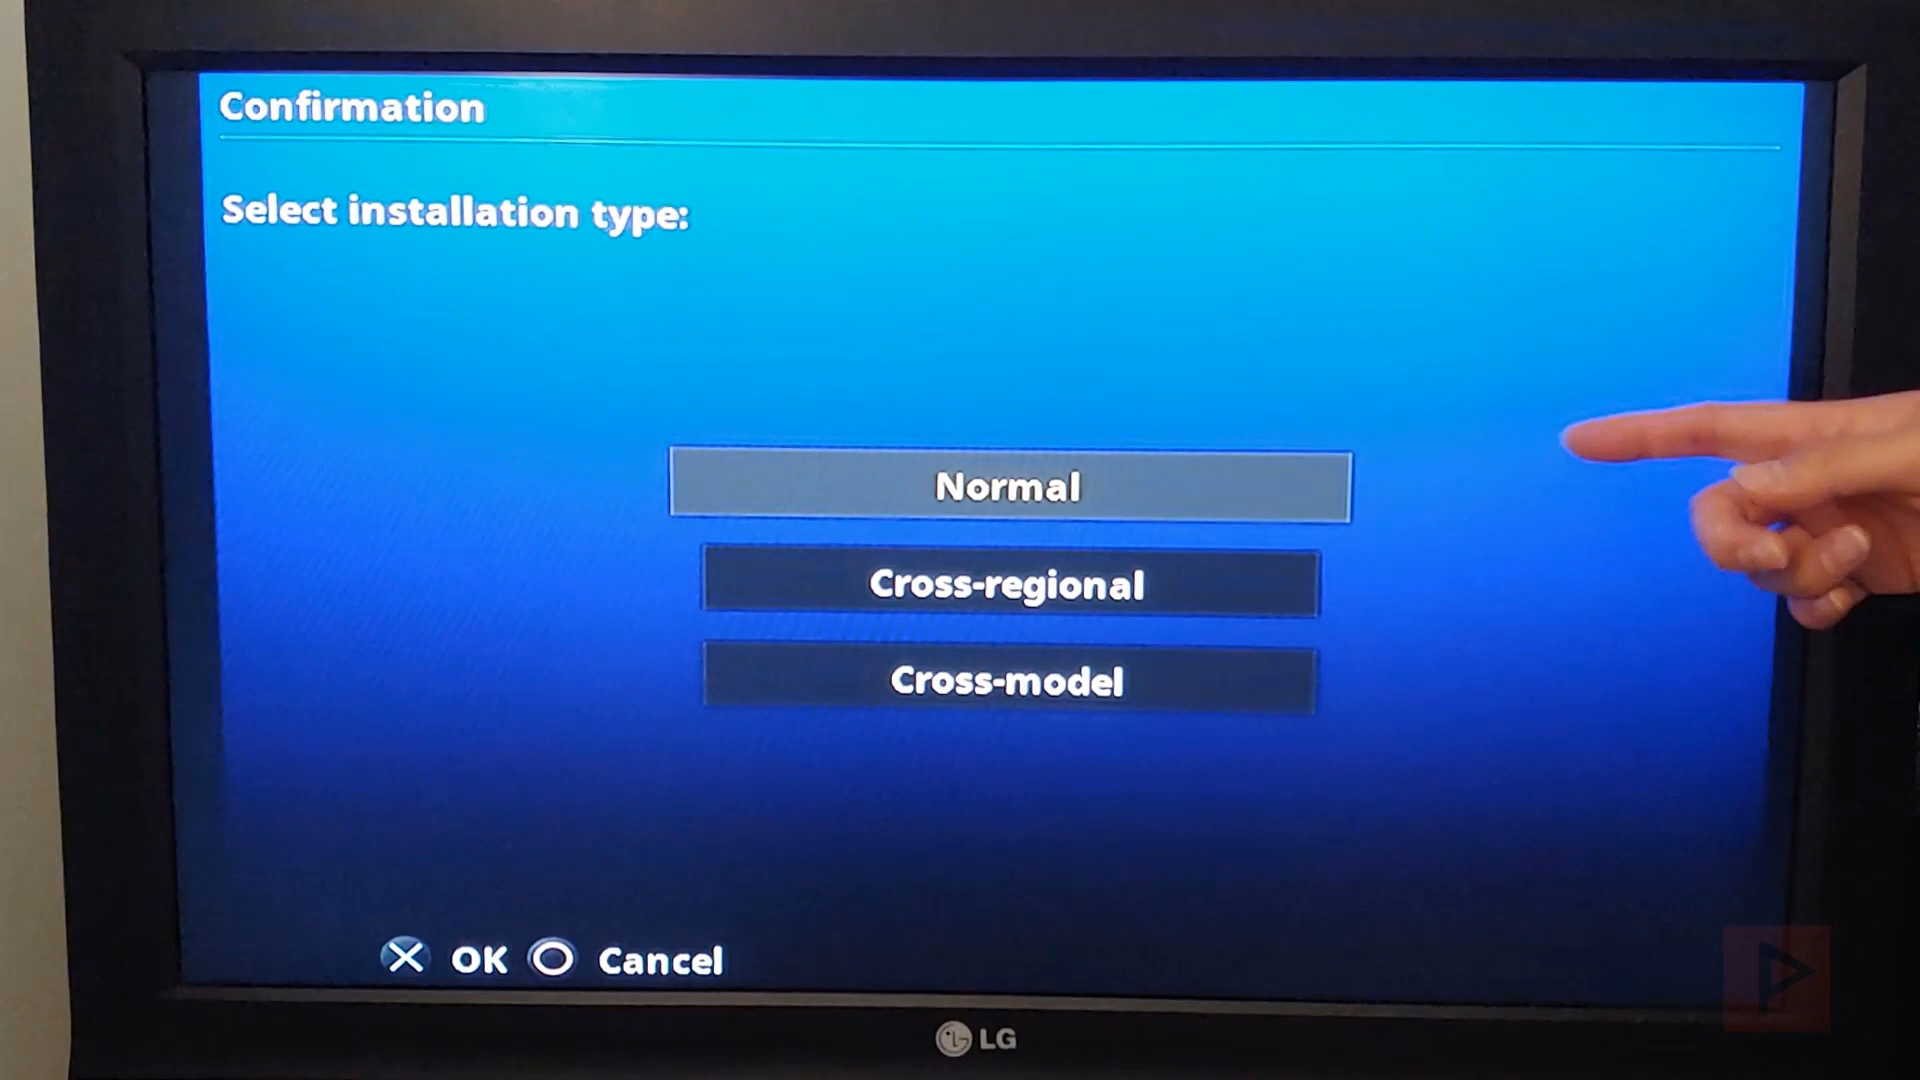 Confirmation
Select installation type:
Normal
Cross-regional
Cross-model
OK Cancel
LG